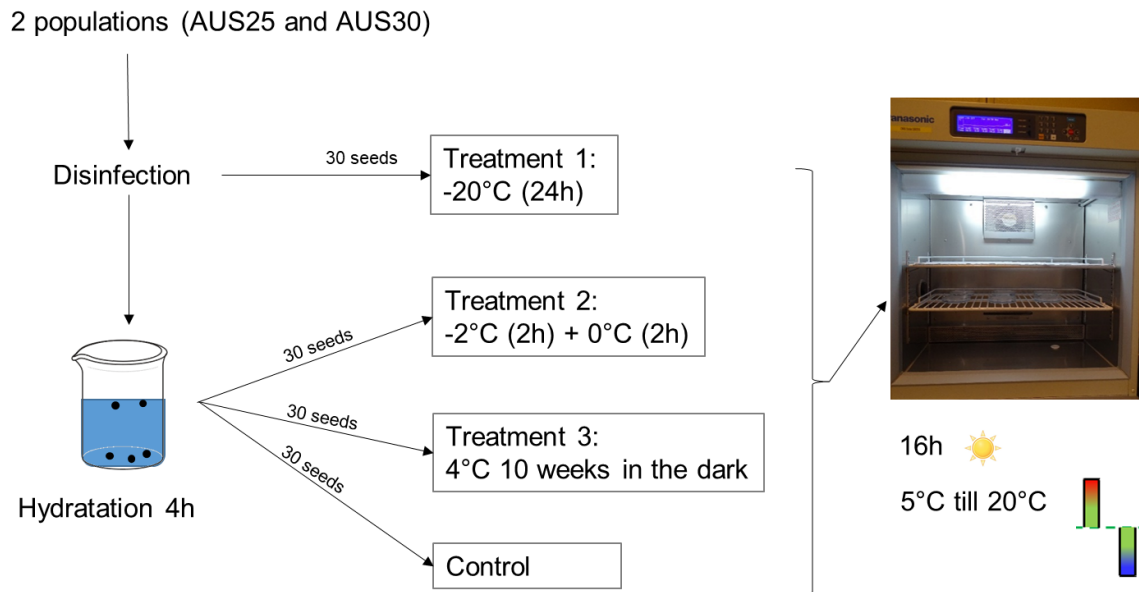 2 populations (AUS25 and AUS30)
Disinfection
30 seeds
Treatment 1:
-20°C (24h)
30 seeds
Treatment 2:
-2°C (2h) + 0°C (2h)
30 seeds
Treatment 3:
4°C 10 weeks in the dark
30 seeds
Control
Hydratation 4h
anasonic
16h
5°C till 20°C